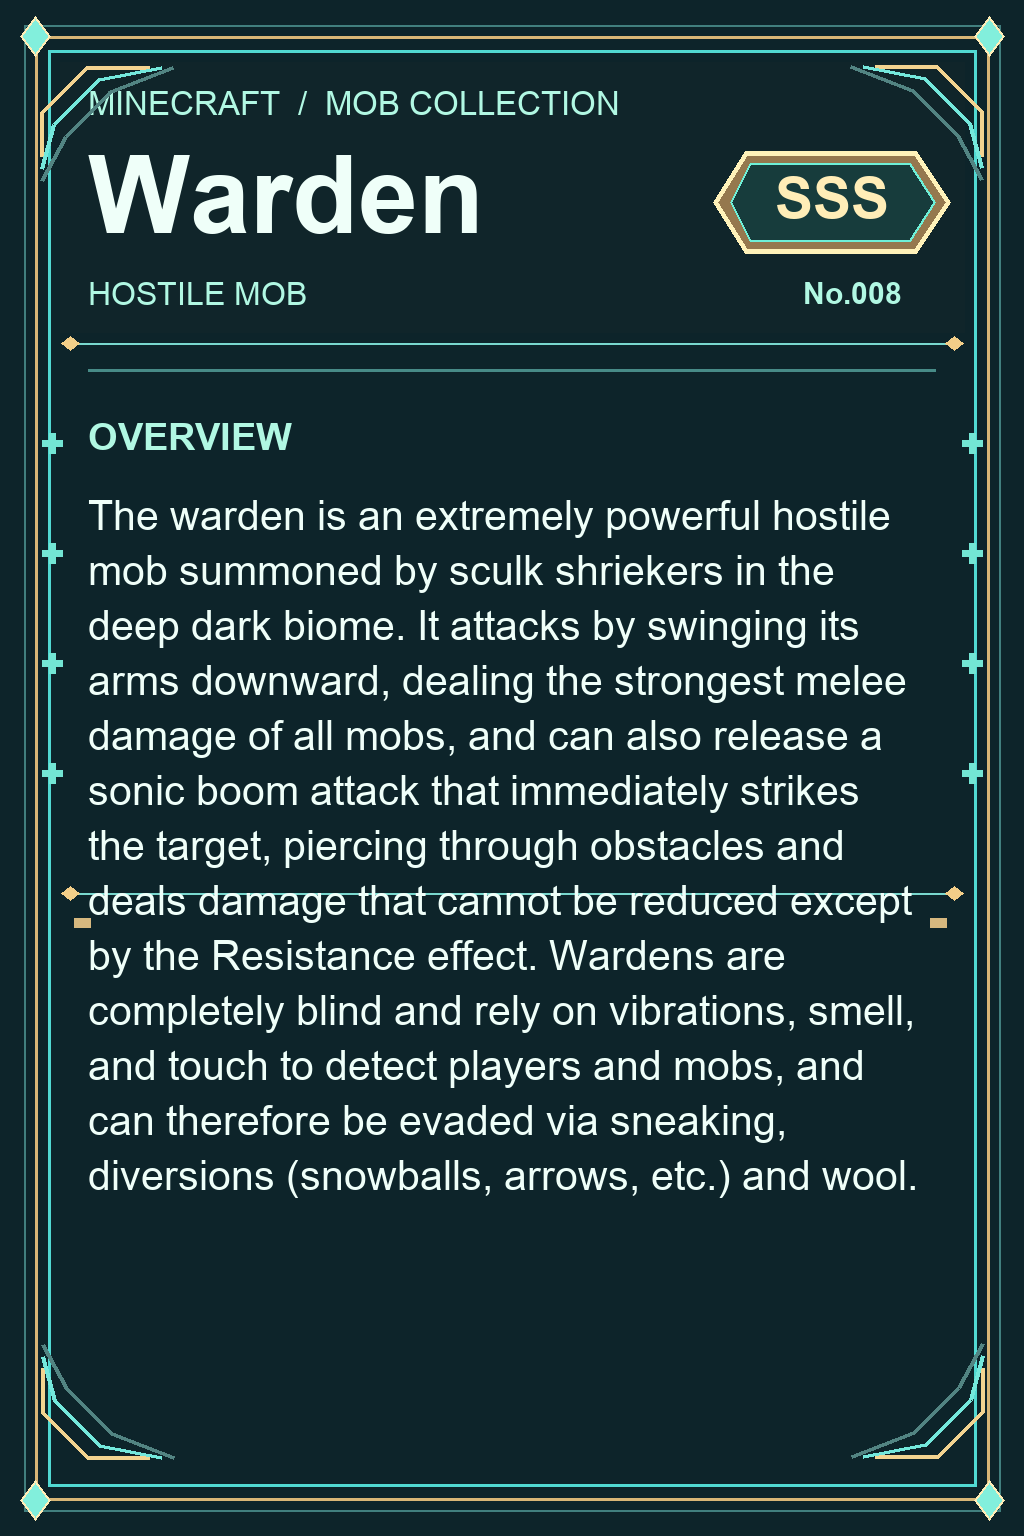 MINECRAFT / MOB COLLECTION
Warden
SSS
HOSTILE MOB
No.008
OVERVIEW
The warden is an extremely powerful hostile
mob summoned by sculk shriekers in the
deep dark biome. It attacks by swinging its
arms downward, dealing the strongest melee
damage of all mobs, and can also release a
sonic boom attack that immediately strikes
the target, piercing through obstacles and
deals damage that cannot be reduced except
by the Resistance effect. Wardens are
completely blind and rely on vibrations, smell,
and touch to detect players and mobs, and
can therefore be evaded via sneaking,
diversions (snowballs, arrows, etc.) and wool.